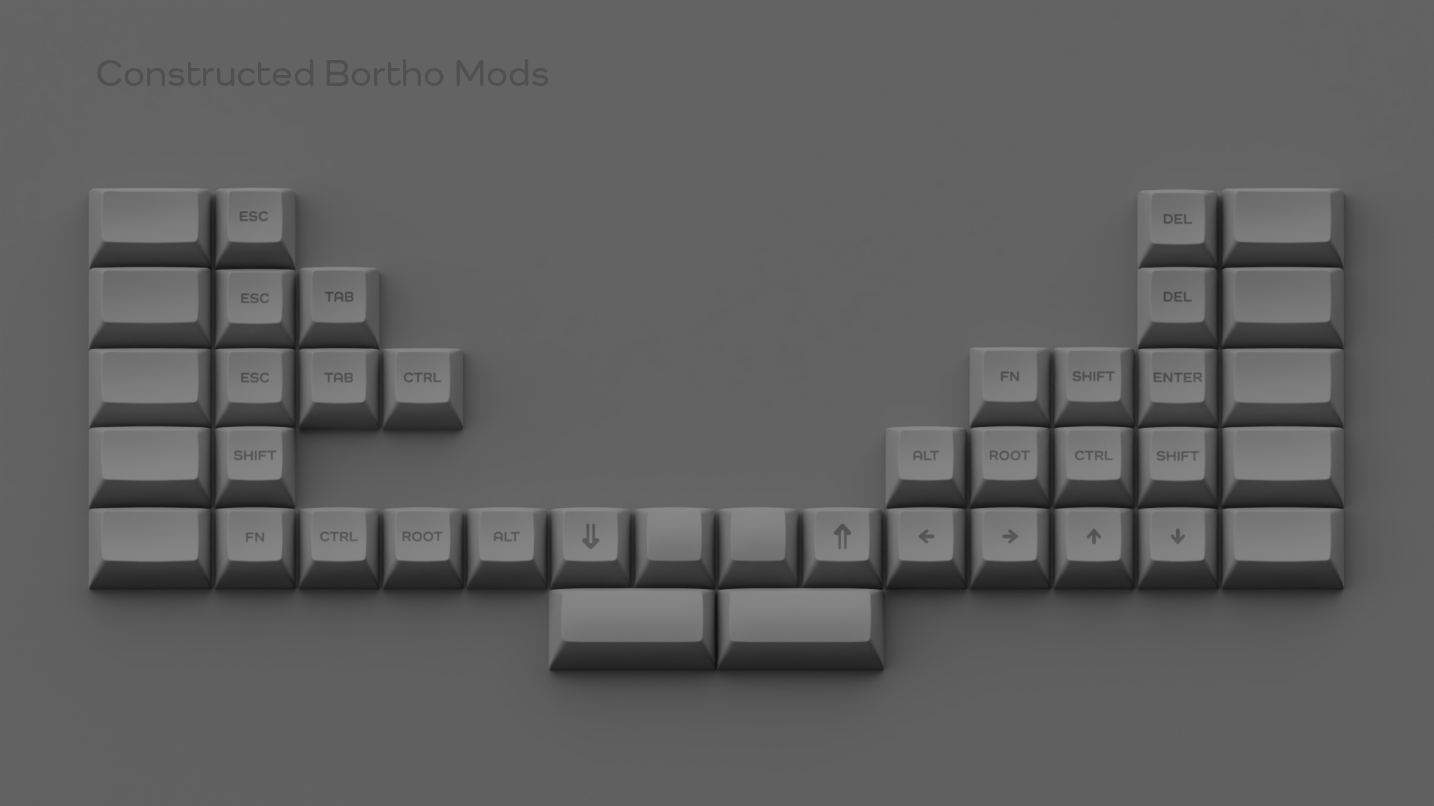 Constructed Bortho Mods
ESC DEL
ESC TAB DEL
ESC TAB CTRL FN SHIFT ENTER
SHIFT ALT ROOT CTRL SHIFT
FN CTRL ROOT ALT ⇓ ⇑ ← → ↑ ↓